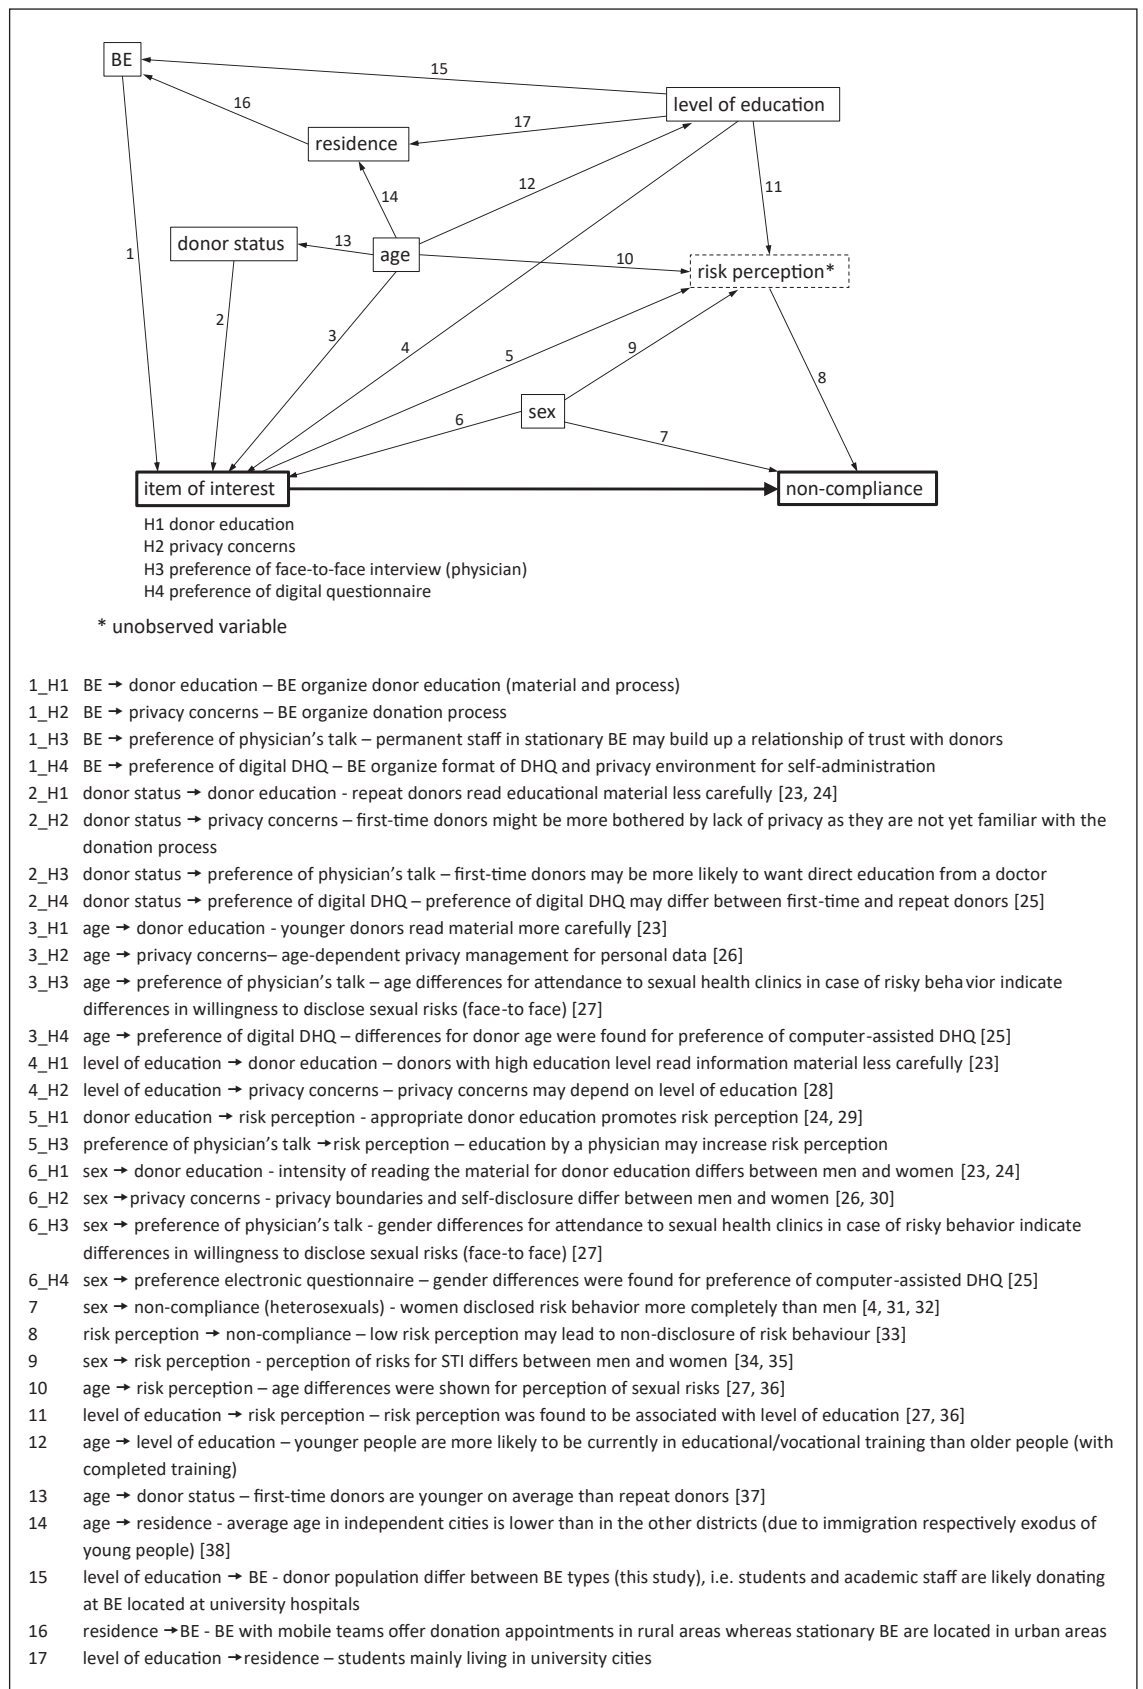 BE
15
level of education
16
17
residence
12
11
14
donor status
13
age
10
risk perception*
1
2
3
4
5
9
8
sex
6
7
item of interest
non-compliance
H1 donor education
H2 privacy concerns
H3 preference of face-to-face interview (physician)
H4 preference of digital questionnaire
* unobserved variable
1_H1 BE → donor education – BE organize donor education (material and process)
1_H2 BE → privacy concerns – BE organize donation process
1_H3 BE → preference of physician's talk – permanent staff in stationary BE may build up a relationship of trust with donors
1_H4 BE → preference of digital DHQ – BE organize format of DHQ and privacy environment for self-administration
2_H1 donor status → donor education - repeat donors read educational material less carefully [23, 24]
2_H2 donor status → privacy concerns – first-time donors might be more bothered by lack of privacy as they are not yet familiar with the
donation process
2_H3 donor status → preference of physician's talk – first-time donors may be more likely to want direct education from a doctor
2_H4 donor status → preference of digital DHQ – preference of digital DHQ may differ between first-time and repeat donors [25]
3_H1 age → donor education - younger donors read material more carefully [23]
3_H2 age → privacy concerns– age-dependent privacy management for personal data [26]
3_H3 age → preference of physician's talk – age differences for attendance to sexual health clinics in case of risky behavior indicate
differences in willingness to disclose sexual risks (face-to face) [27]
3_H4 age → preference of digital DHQ – differences for donor age were found for preference of computer-assisted DHQ [25]
4_H1 level of education → donor education – donors with high education level read information material less carefully [23]
4_H2 level of education → privacy concerns – privacy concerns may depend on level of education [28]
5_H1 donor education → risk perception - appropriate donor education promotes risk perception [24, 29]
5_H3 preference of physician's talk →risk perception – education by a physician may increase risk perception
6_H1 sex → donor education - intensity of reading the material for donor education differs between men and women [23, 24]
6_H2 sex →privacy concerns - privacy boundaries and self-disclosure differ between men and women [26, 30]
6_H3 sex → preference of physician's talk - gender differences for attendance to sexual health clinics in case of risky behavior indicate
differences in willingness to disclose sexual risks (face-to face) [27]
6_H4 sex → preference electronic questionnaire – gender differences were found for preference of computer-assisted DHQ [25]
7 sex → non-compliance (heterosexuals) - women disclosed risk behavior more completely than men [4, 31, 32]
8 risk perception → non-compliance – low risk perception may lead to non-disclosure of risk behaviour [33]
9 sex → risk perception - perception of risks for STI differs between men and women [34, 35]
10 age → risk perception – age differences were shown for perception of sexual risks [27, 36]
11 level of education → risk perception – risk perception was found to be associated with level of education [27, 36]
12 age → level of education – younger people are more likely to be currently in educational/vocational training than older people (with
completed training)
13 age → donor status – first-time donors are younger on average than repeat donors [37]
14 age → residence - average age in independent cities is lower than in the other districts (due to immigration respectively exodus of
young people) [38]
15 level of education → BE - donor population differ between BE types (this study), i.e. students and academic staff are likely donating
at BE located at university hospitals
16 residence →BE - BE with mobile teams offer donation appointments in rural areas whereas stationary BE are located in urban areas
17 level of education →residence – students mainly living in university cities